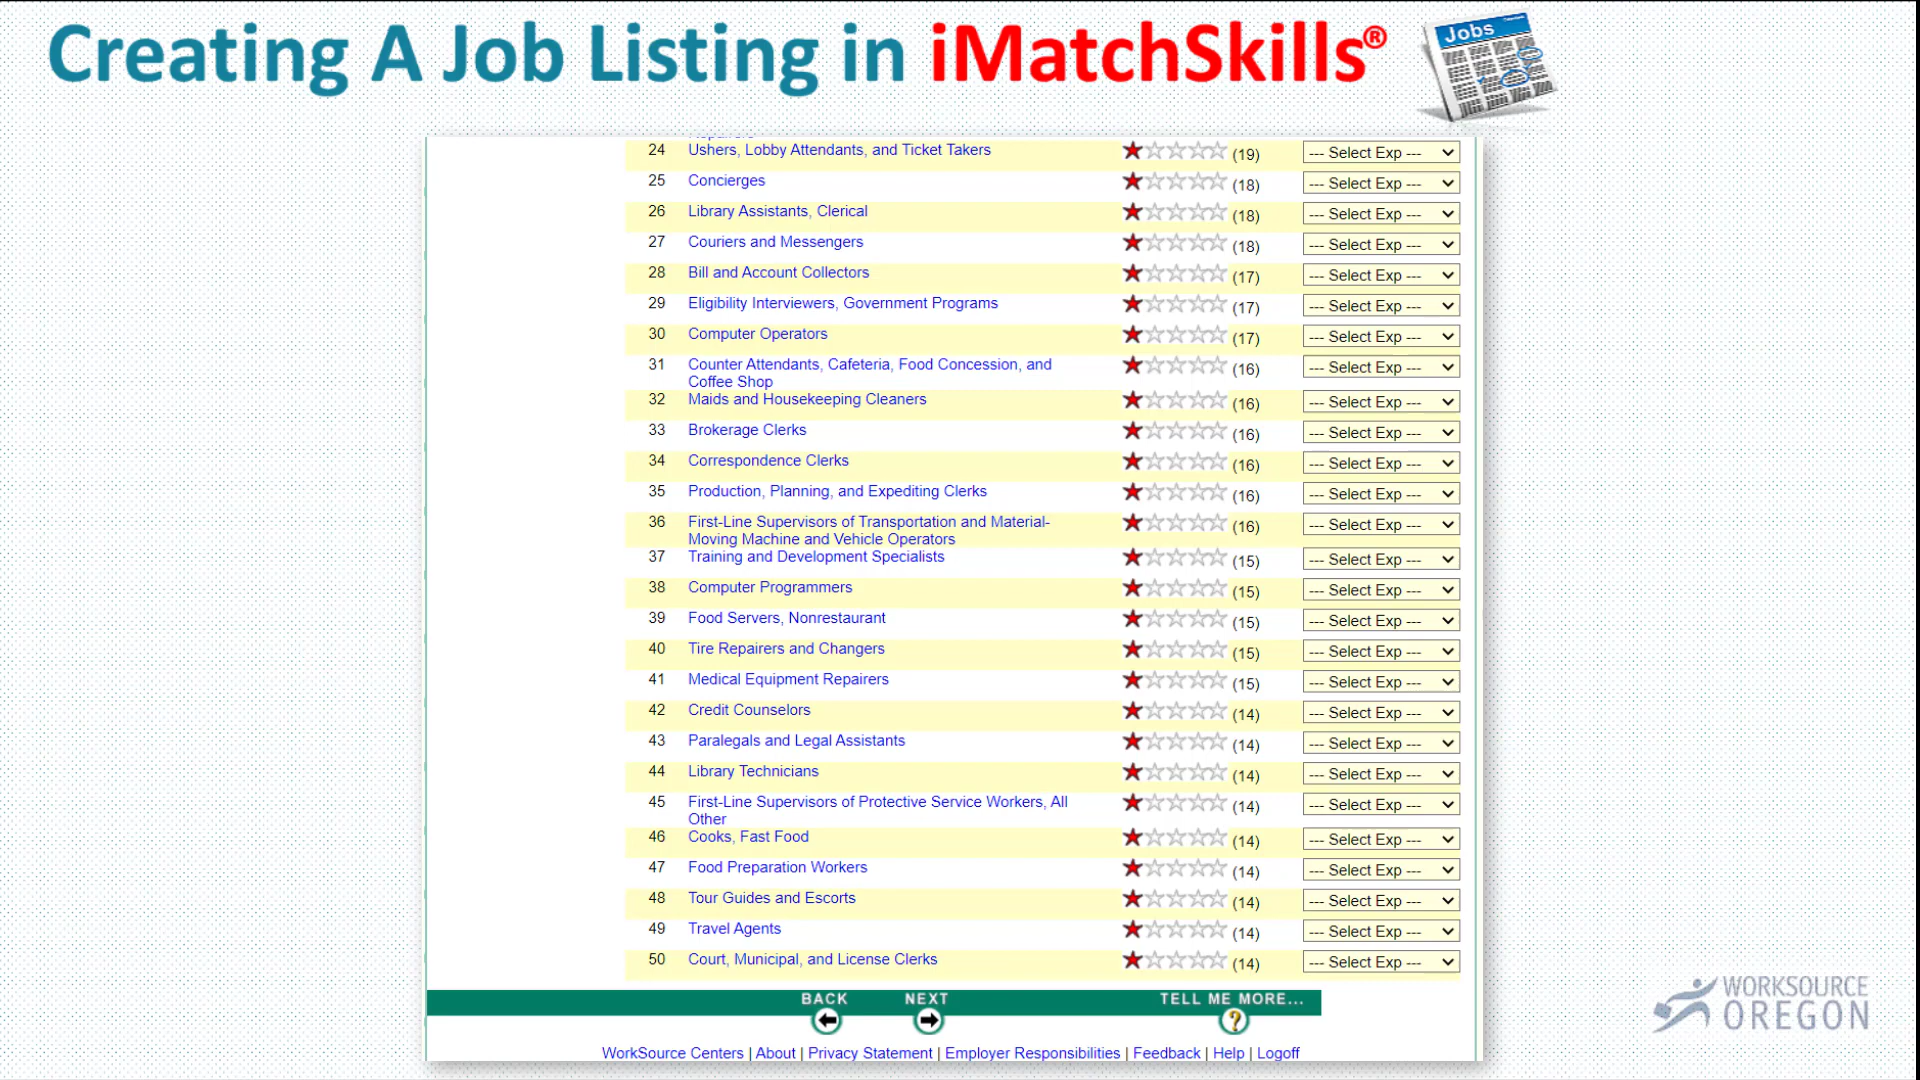 Creating A Job Listing in iMatchSkills®
Jobs
24 Ushers, Lobby Attendants, and Ticket Takers (19) --- Select Exp ---
25 Concierges (18) --- Select Exp ---
26 Library Assistants, Clerical (18) --- Select Exp ---
27 Couriers and Messengers (18) --- Select Exp ---
28 Bill and Account Collectors (17) --- Select Exp ---
29 Eligibility Interviewers, Government Programs (17) --- Select Exp ---
30 Computer Operators (17) --- Select Exp ---
31 Counter Attendants, Cafeteria, Food Concession, and (16) --- Select Exp ---
Coffee Shop
32 Maids and Housekeeping Cleaners (16) --- Select Exp ---
33 Brokerage Clerks (16) --- Select Exp ---
34 Correspondence Clerks (16) --- Select Exp ---
35 Production, Planning, and Expediting Clerks (16) --- Select Exp ---
36 First-Line Supervisors of Transportation and Material- (16) --- Select Exp ---
Moving Machine and Vehicle Operators
37 Training and Development Specialists (15) --- Select Exp ---
38 Computer Programmers (15) --- Select Exp ---
39 Food Servers, Nonrestaurant (15) --- Select Exp ---
40 Tire Repairers and Changers (15) --- Select Exp ---
41 Medical Equipment Repairers (15) --- Select Exp ---
42 Credit Counselors (14) --- Select Exp ---
43 Paralegals and Legal Assistants (14) --- Select Exp ---
44 Library Technicians (14) --- Select Exp ---
45 First-Line Supervisors of Protective Service Workers, All (14) --- Select Exp ---
Other
46 Cooks, Fast Food (14) --- Select Exp ---
47 Food Preparation Workers (14) --- Select Exp ---
48 Tour Guides and Escorts (14) --- Select Exp ---
49 Travel Agents (14) --- Select Exp ---
50 Court, Municipal, and License Clerks (14) --- Select Exp ---
BACK NEXT TELL ME MORE...
WorkSource Centers | About | Privacy Statement | Employer Responsibilities | Feedback | Help | Logoff
WORKSOURCE
OREGON